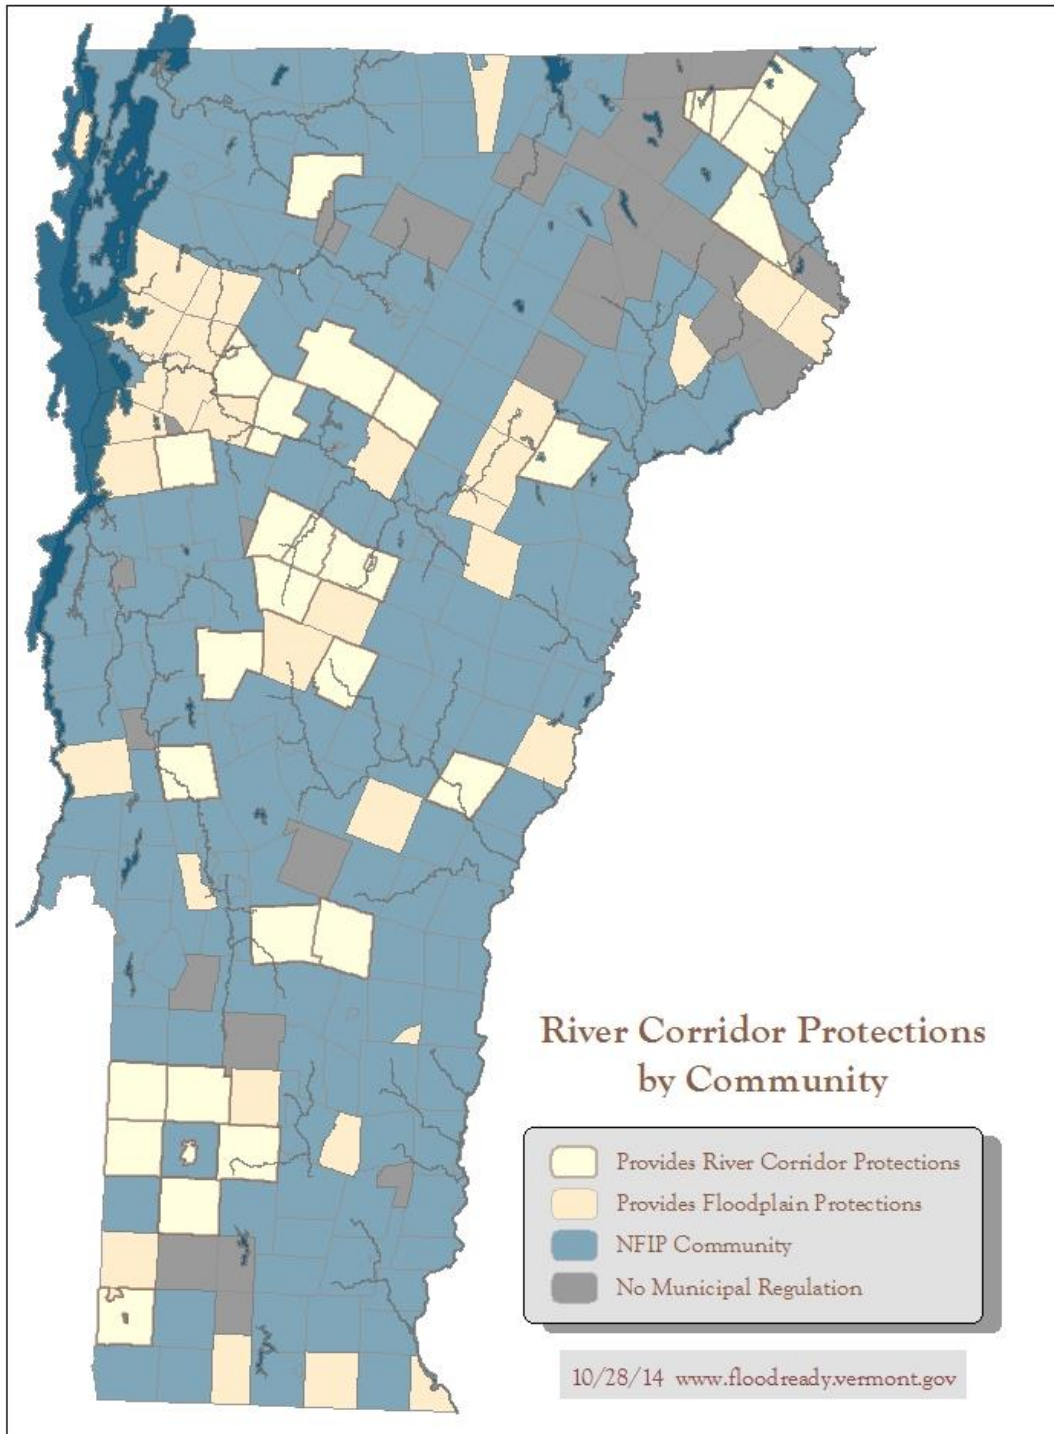 River Corridor Protections
by Community
Provides River Corridor Protections
Provides Floodplain Protections
NFIP Community
No Municipal Regulation
10/28/14 www.floodready.vermont.gov